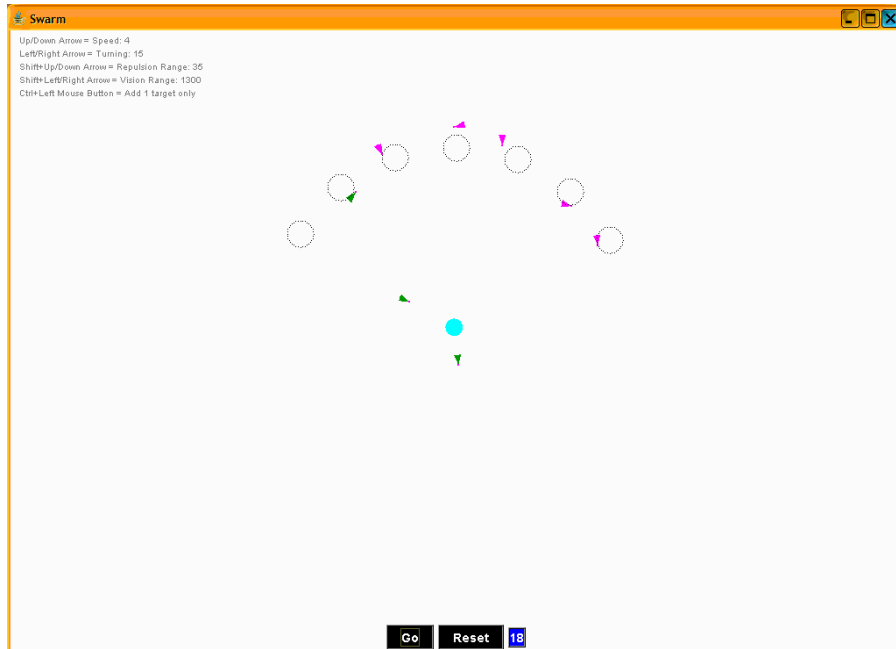 Swarm
Up/Down Arrow = Speed: 4
Left/Right Arrow = Turning: 15
Shift+Up/Down Arrow = Repulsion Range: 35
Shift+Left/Right Arrow = Vision Range: 1300
Ctrl+Left Mouse Button = Add 1 target only
Go Reset 18